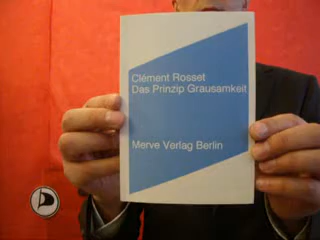 Clément Rosset
Das Prinzip Grausamkeit
Merve Verlag Berlin